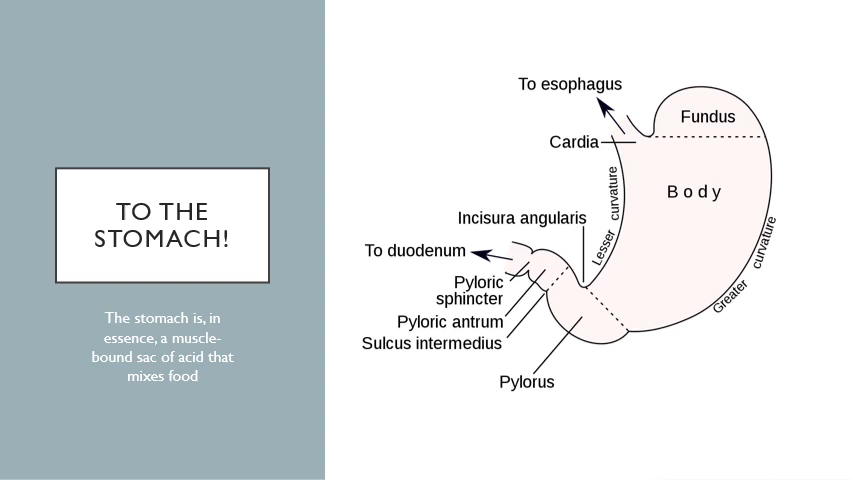 TO THE
STOMACH!
The stomach is, in
essence, a muscle-
bound sac of acid that
mixes food
To esophagus
Fundus
Cardia
Body
Lesser curvature
Greater curvature
Incisura angularis
To duodenum
Pyloric
sphincter
Pyloric antrum
Sulcus intermedius
Pylorus